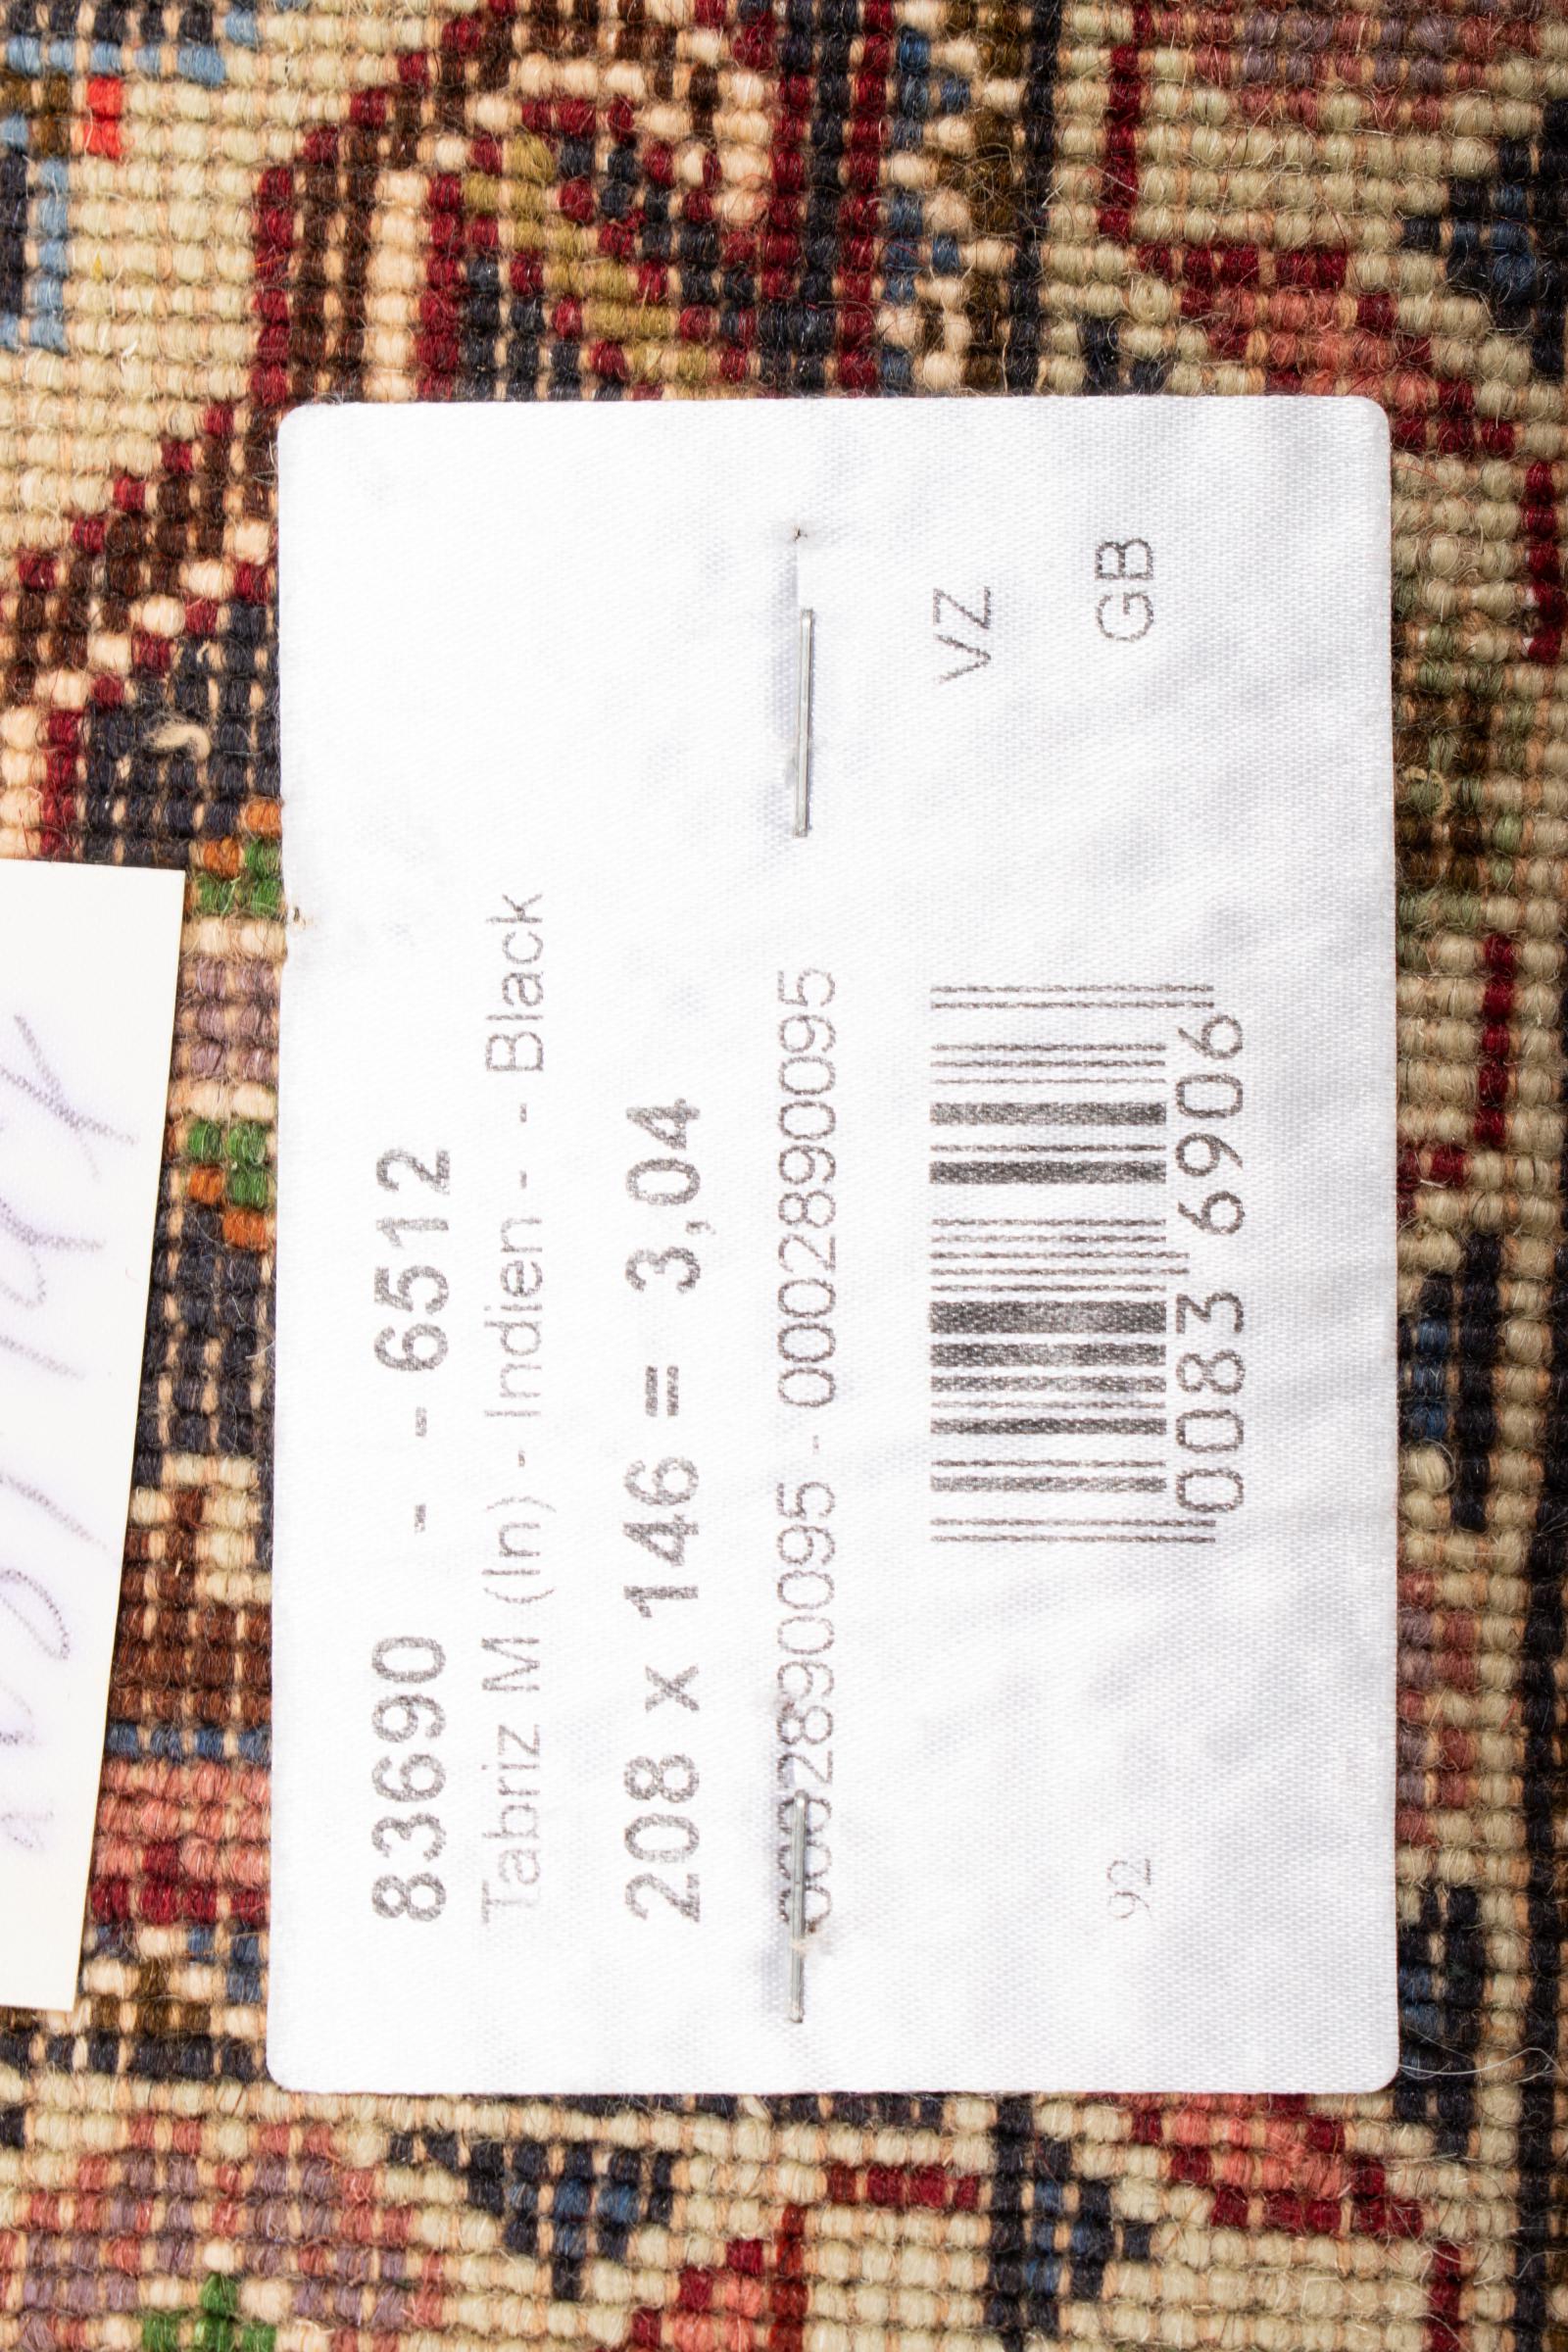 83690 - - 6512
Tabriz M (In) - Indien - - Black
208 x 146 = 3,04
0002890095 - 0002890095
VZ
0083 6906
92
GB